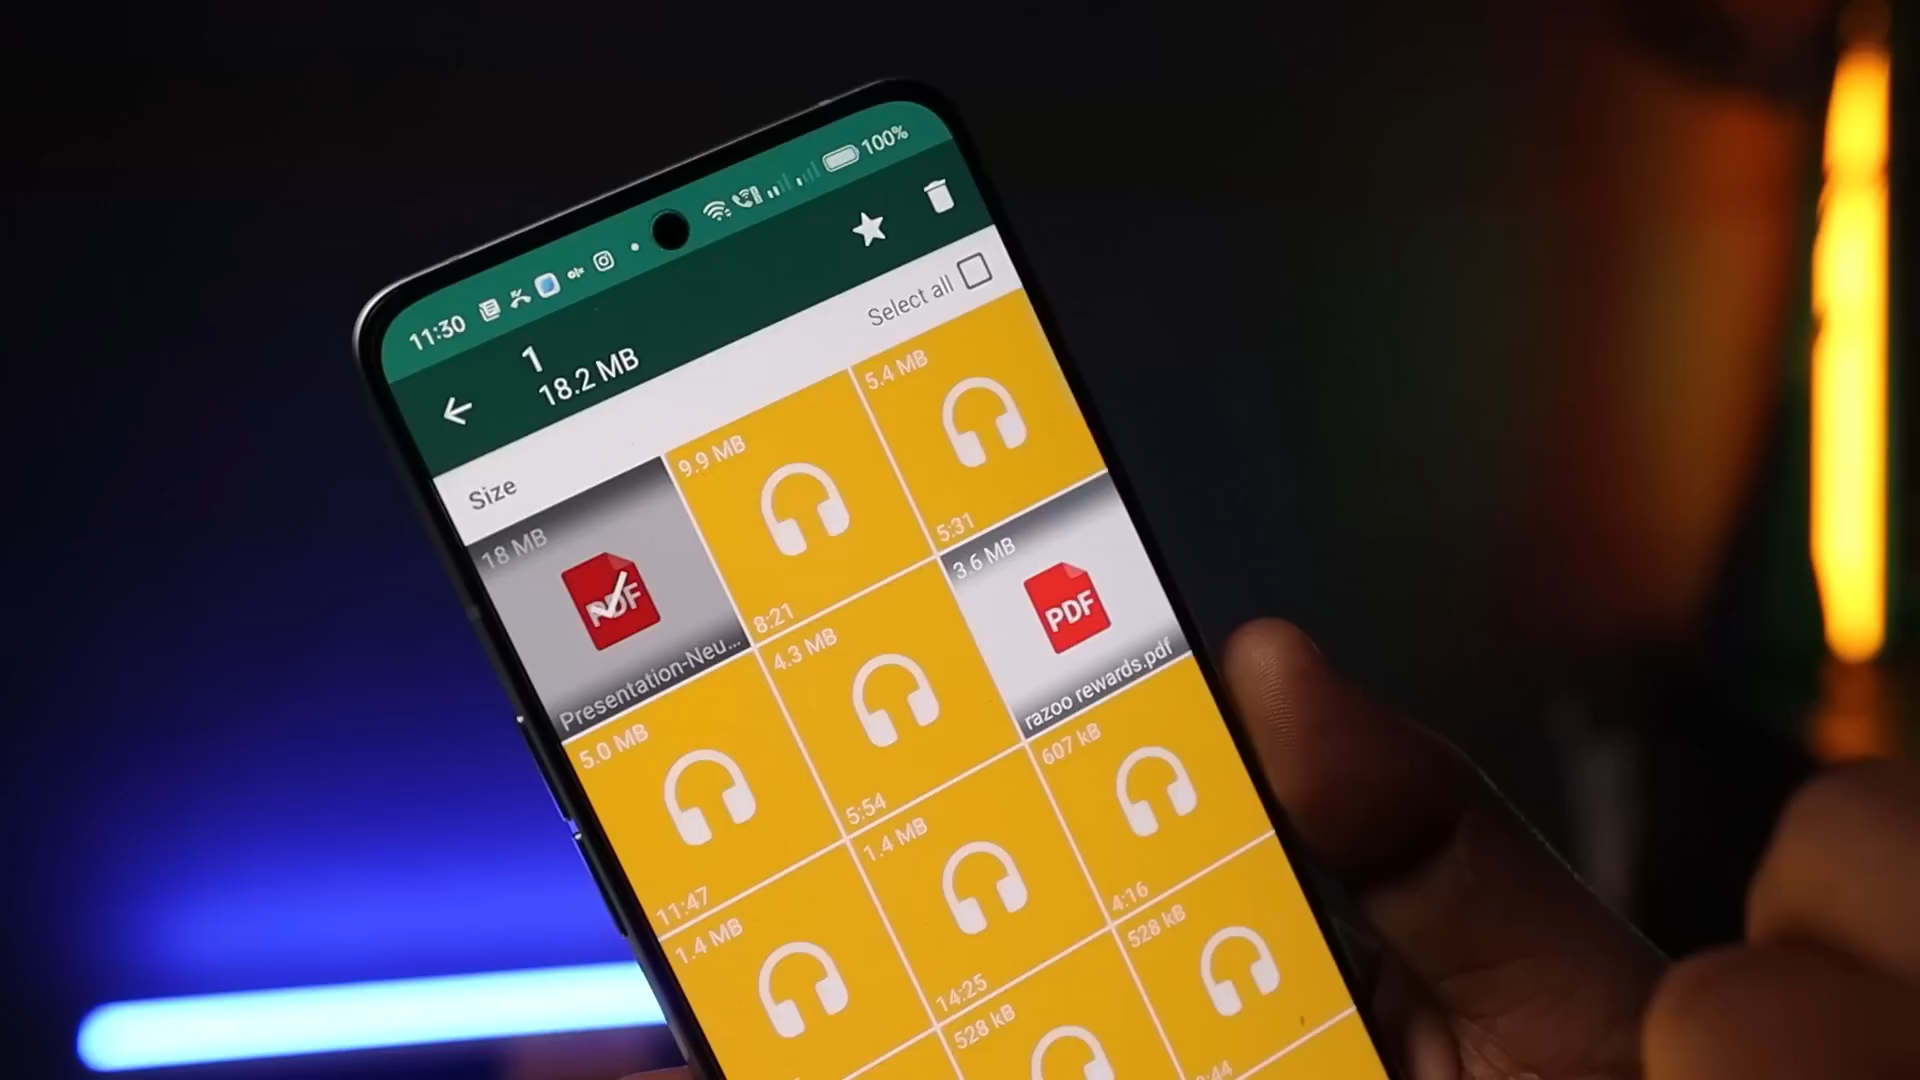 11:30
100%
1
18.2 MB
Select all
Size
18 MB
PDF
Presentation-Neu...
9.9 MB
8:21
5.4 MB
5:31
5.0 MB
11:47
4.3 MB
5:54
3.6 MB
PDF
razoo rewards.pdf
1.4 MB
1.4 MB
14:25
607 kB
4:16
528 kB
528 kB